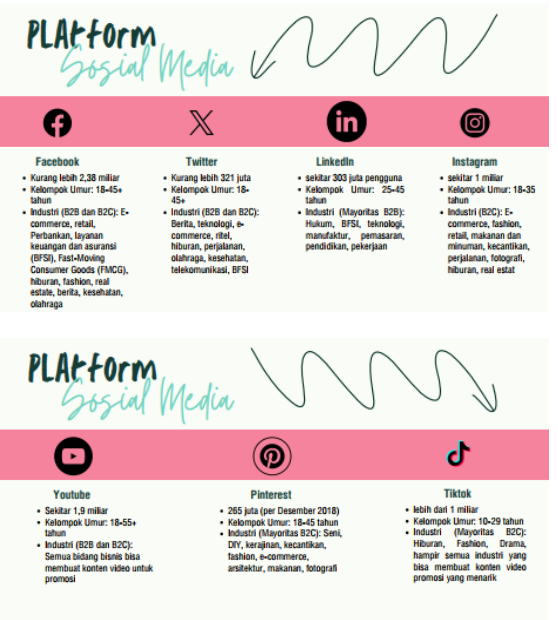 PLAtform
Sosial Media
Facebook
• Kurang lebih 2,38 miliar
• Kelompok Umur: 18-45+
tahun
• Industri (B2B dan B2C): E-
commerce, retail,
Perbankan, layanan
keuangan dan asuransi
(BFSI), Fast-Moving
Consumer Goods (FMCG),
hiburan, fashion, real
estate, berita, kesehatan,
olahraga
Twitter
• Kurang lebih 321 juta
• Kelompok Umur: 18-
45+
• Industri (B2B dan B2C):
Berita, teknologi, e-
commerce, ritel,
hiburan, perjalanan,
olahraga, kesehatan,
telekomunikasi, BFSI
LinkedIn
• sekitar 303 juta pengguna
• Kelompok Umur: 25-45
tahun
• Industri (Mayoritas B2B):
Hukum, BFSI, teknologi,
manufaktur, pemasaran,
pendidikan, pekerjaan
Instagram
• sekitar 1 miliar
• Kelompok Umur: 18-35
tahun
• Industri (B2C): E-
commerce, fashion,
retail, makanan dan
minuman, kecantikan,
perjalanan, fotografi,
hiburan, real estat
PLAtform
Sosial Media
Youtube
• Sekitar 1,9 miliar
• Kelompok Umur: 18-55+
tahun
• Industri (B2B dan B2C):
Semua bidang bisnis bisa
membuat konten video untuk
promosi
Pinterest
• 265 juta (per Desember 2018)
• Kelompok Umur: 18-45 tahun
• Industri (Mayoritas B2C): Seni,
DIY, kerajinan, kecantikan,
fashion, e-commerce,
arsitektur, makanan, fotografi
Tiktok
• lebih dari 1 miliar
• Kelompok Umur: 10-29 tahun
• Industri (Mayoritas B2C):
Hiburan, Fashion, Drama,
hampir semua industri yang
bisa membuat konten video
promosi yang menarik